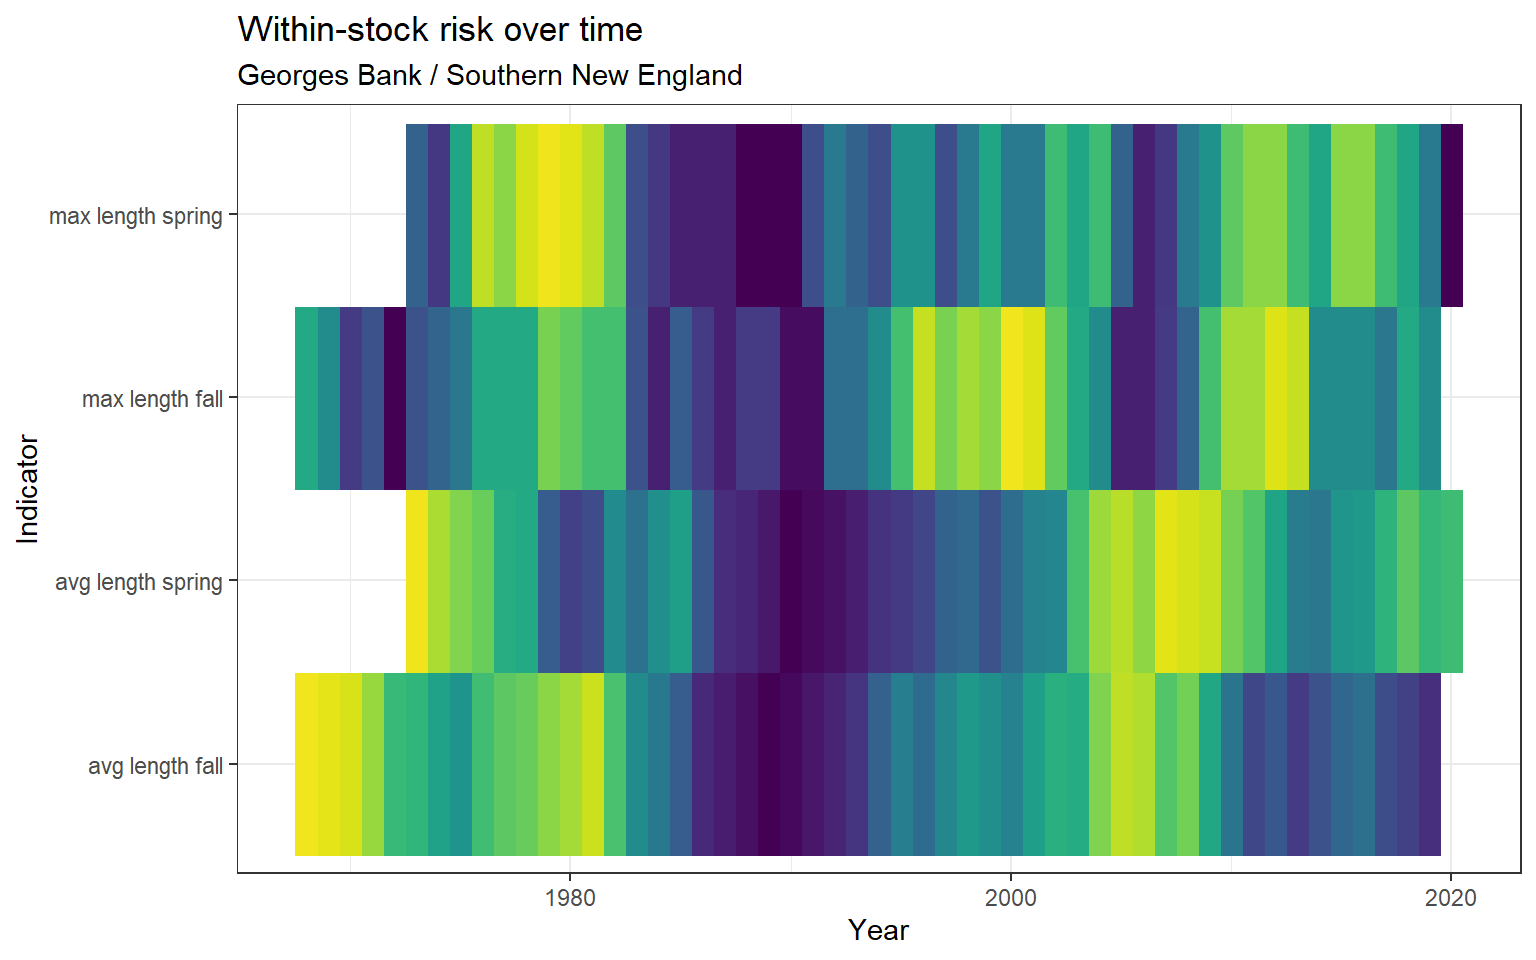 Within-stock risk over time
Georges Bank / Southern New England
Indicator
max length spring
max length fall
avg length spring
avg length fall
1980 2000 2020
Year